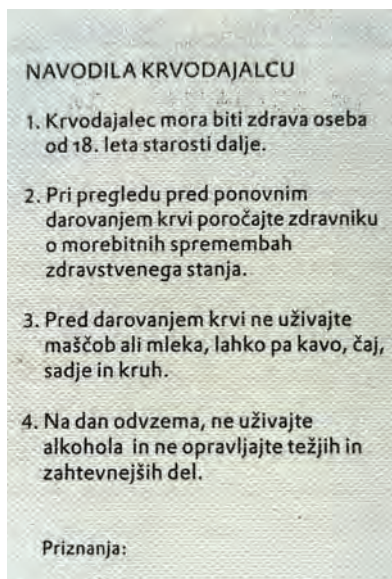 NAVODILA KRVODAJALCU
1. Krvodajalec mora biti zdrava oseba
od 18. leta starosti dalje.
2. Pri pregledu pred ponovnim
darovanjem krvi poročajte zdravniku
o morebitnih spremembah
zdravstvenega stanja.
3. Pred darovanjem krvi ne uživajte
maščob ali mleka, lahko pa kavo, čaj,
sadje in kruh.
4. Na dan odvzema, ne uživajte
alkohola in ne opravljajte težjih in
zahtevnejših del.
Priznanja: